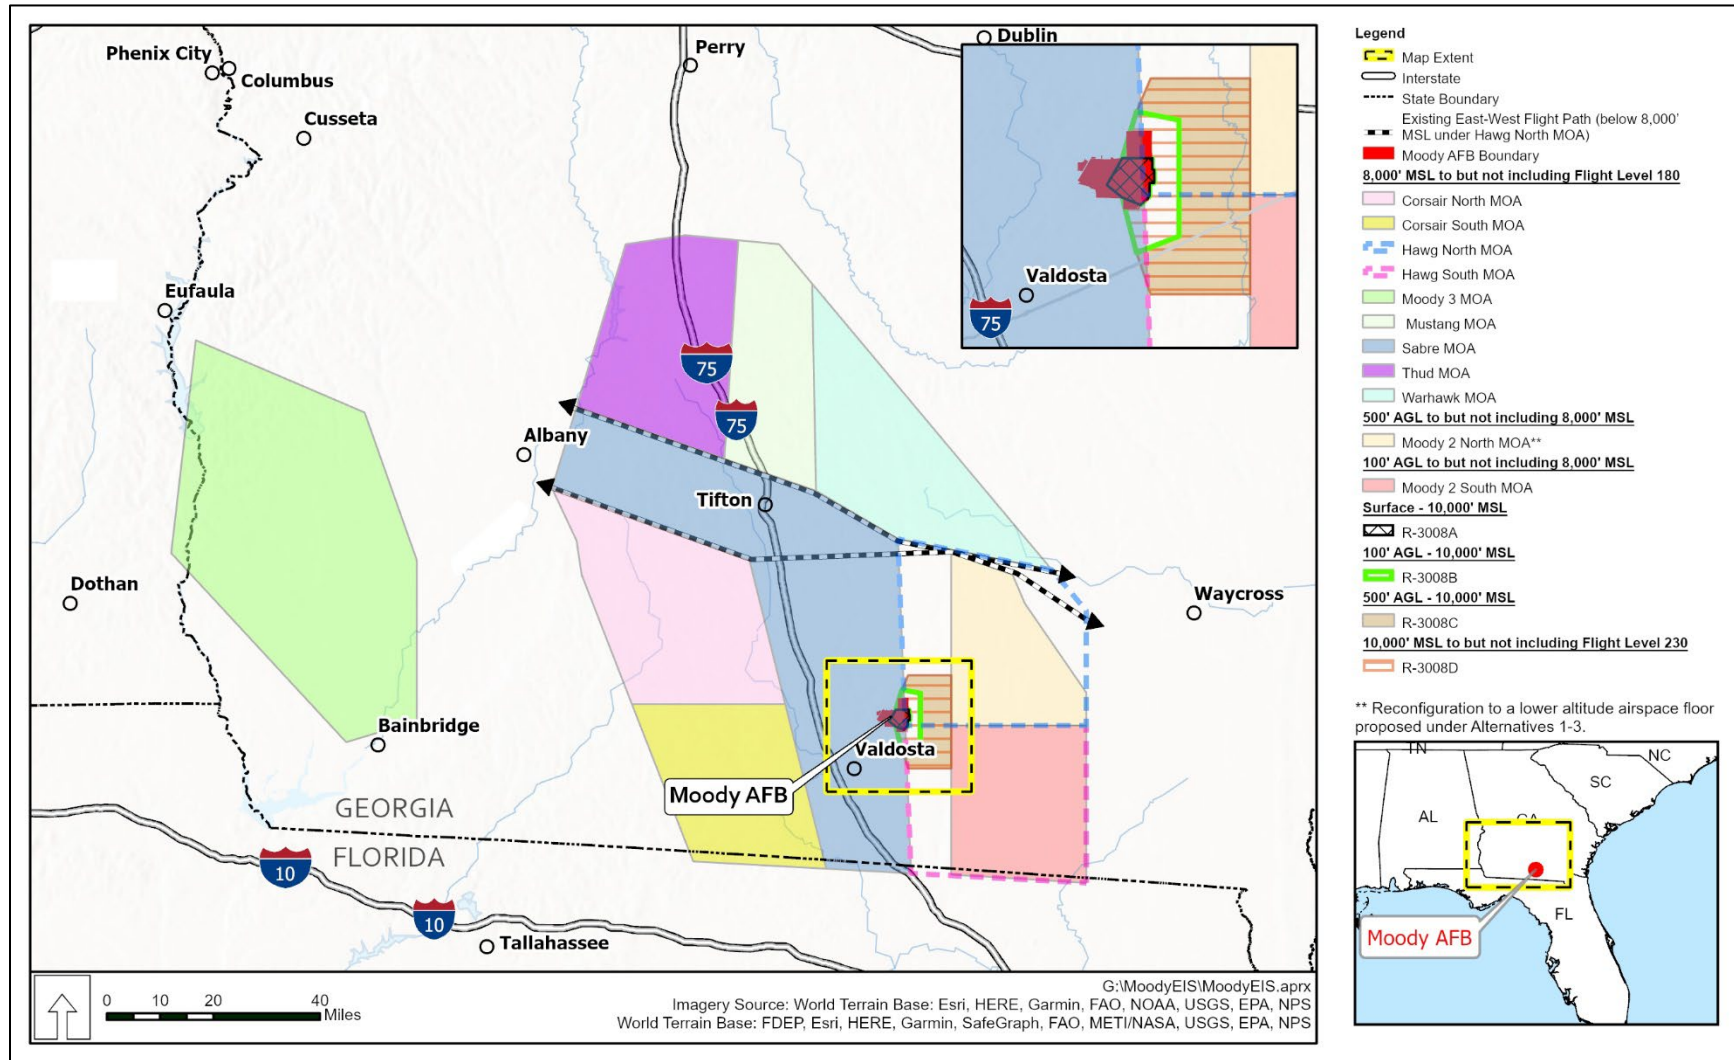 Phenix City
Columbus
Cusseta
Perry
Dublin
Eufaula
Valdosta
75
75
75
Albany
Tifton
Dothan
Waycross
Bainbridge
Valdosta
Moody AFB
GEORGIA
FLORIDA
10
10
Tallahassee
0 10 20 40
Miles
G:\MoodyEIS\MoodyEIS.aprx
Imagery Source: World Terrain Base: Esri, HERE, Garmin, FAO, NOAA, USGS, EPA, NPS
World Terrain Base: FDEP, Esri, HERE, Garmin, SafeGraph, FAO, METI/NASA, USGS, EPA, NPS
Legend
Map Extent
Interstate
State Boundary
Existing East-West Flight Path (below 8,000'
MSL under Hawg North MOA)
Moody AFB Boundary
8,000' MSL to but not including Flight Level 180
Corsair North MOA
Corsair South MOA
Hawg North MOA
Hawg South MOA
Moody 3 MOA
Mustang MOA
Sabre MOA
Thud MOA
Warhawk MOA
500' AGL to but not including 8,000' MSL
Moody 2 North MOA**
100' AGL to but not including 8,000' MSL
Moody 2 South MOA
Surface - 10,000' MSL
R-3008A
100' AGL - 10,000' MSL
R-3008B
500' AGL - 10,000' MSL
R-3008C
10,000' MSL to but not including Flight Level 230
R-3008D
** Reconfiguration to a lower altitude airspace floor
proposed under Alternatives 1-3.
TN
NC
SC
AL
GA
FL
Moody AFB